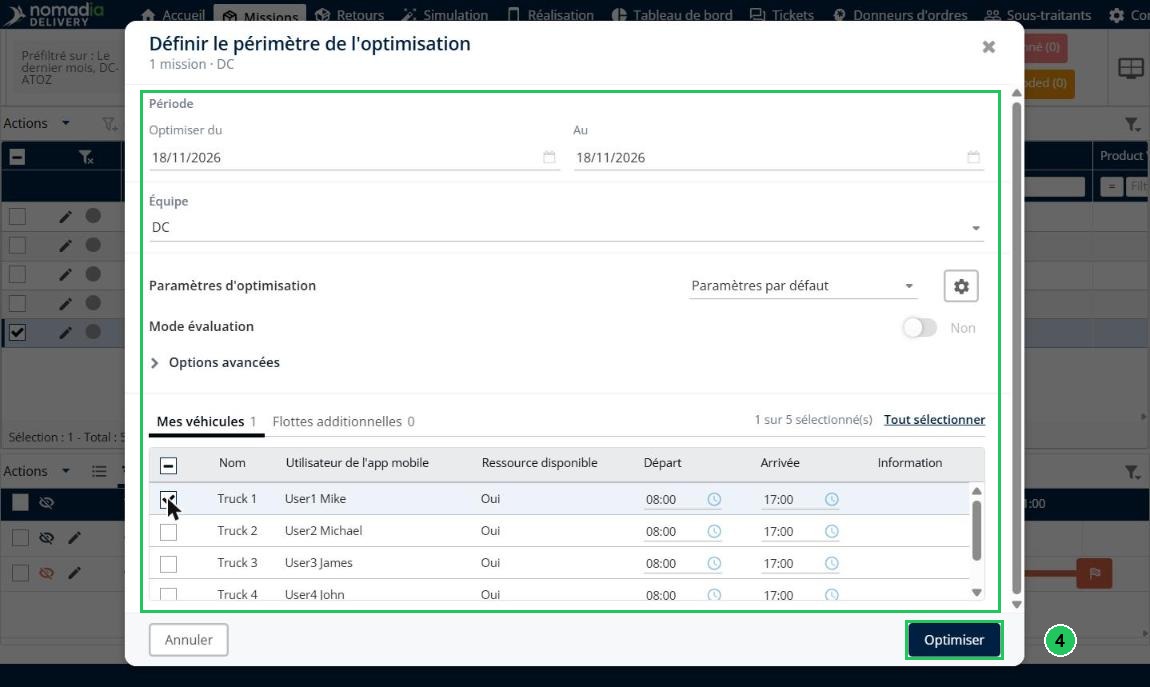 nomadia DELIVERY
Accueil Missions Retours Simulation Réalisation Tableau de bord Tickets Donneurs d'ordres Sous-traitants
Préfiltré sur : Le
dernier mois, DC-
ATOZ
Définir le périmètre de l'optimisation
1 mission · DC
Actions
Période
Optimiser du Au
18/11/2026 18/11/2026
Product
=
Équipe
DC
Paramètres d'optimisation Paramètres par défaut
Mode évaluation Non
Options avancées
Mes véhicules 1 Flottes additionnelles 0 1 sur 5 sélectionné(s) Tout sélectionner
Sélection : 1 - Total : 5
Actions
Nom Utilisateur de l'app mobile Ressource disponible Départ Arrivée Information
Truck 1 User1 Mike Oui 08:00 17:00
Truck 2 User2 Michael Oui 08:00 17:00
Truck 3 User3 James Oui 08:00 17:00
Truck 4 User4 John Oui 08:00 17:00
Annuler Optimiser 4